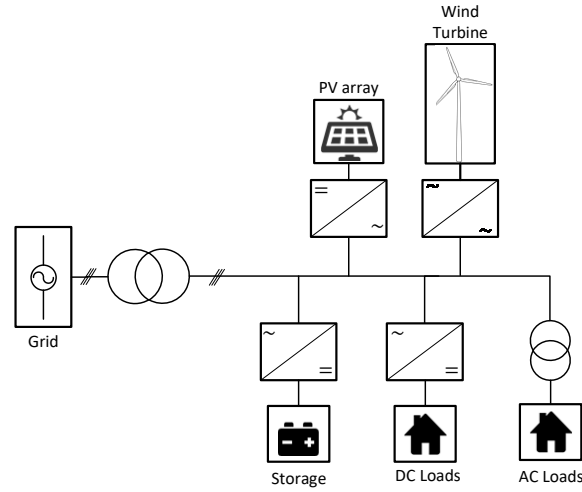 Wind
Turbine
PV array
Grid
Storage
DC Loads
AC Loads